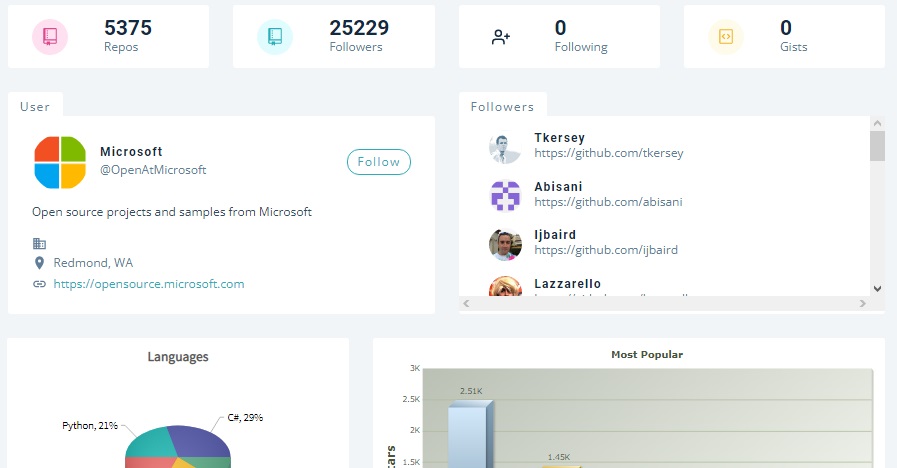 5375
Repos
25229
Followers
0
Following
0
Gists
User
Microsoft
@OpenAtMicrosoft
Follow
Open source projects and samples from Microsoft
Redmond, WA
https://opensource.microsoft.com
Followers
Tkersey
https://github.com/tkersey
Abisani
https://github.com/abisani
Ijbaird
https://github.com/ijbaird
Lazzarello
Languages
Python, 21%
C#, 29%
Most Popular
3K
2.5K
2K
1.5K
2.51K
1.45K